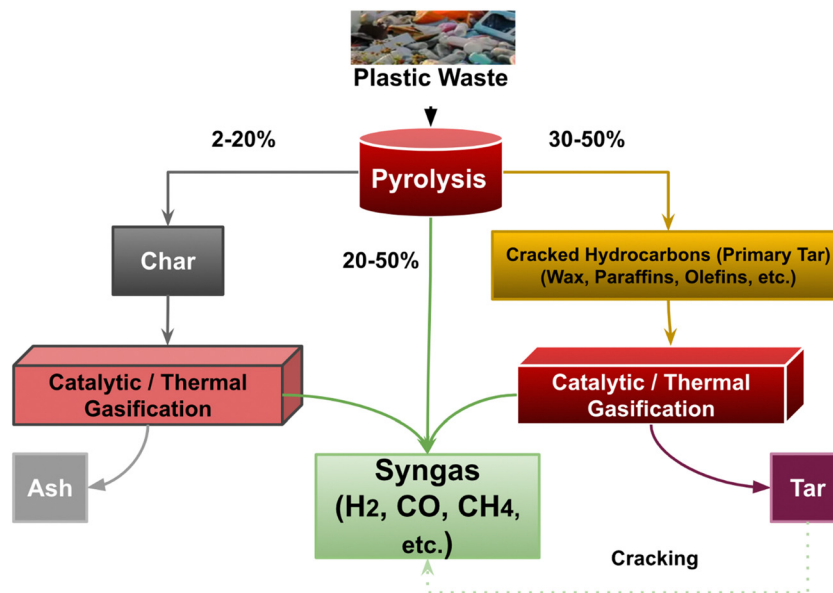 Plastic Waste
2-20%
30-50%
Pyrolysis
20-50%
Char
Cracked Hydrocarbons (Primary Tar)
(Wax, Paraffins, Olefins, etc.)
Catalytic / Thermal
Gasification
Catalytic / Thermal
Gasification
Ash
Syngas
(H2, CO, CH4,
etc.)
Tar
Cracking